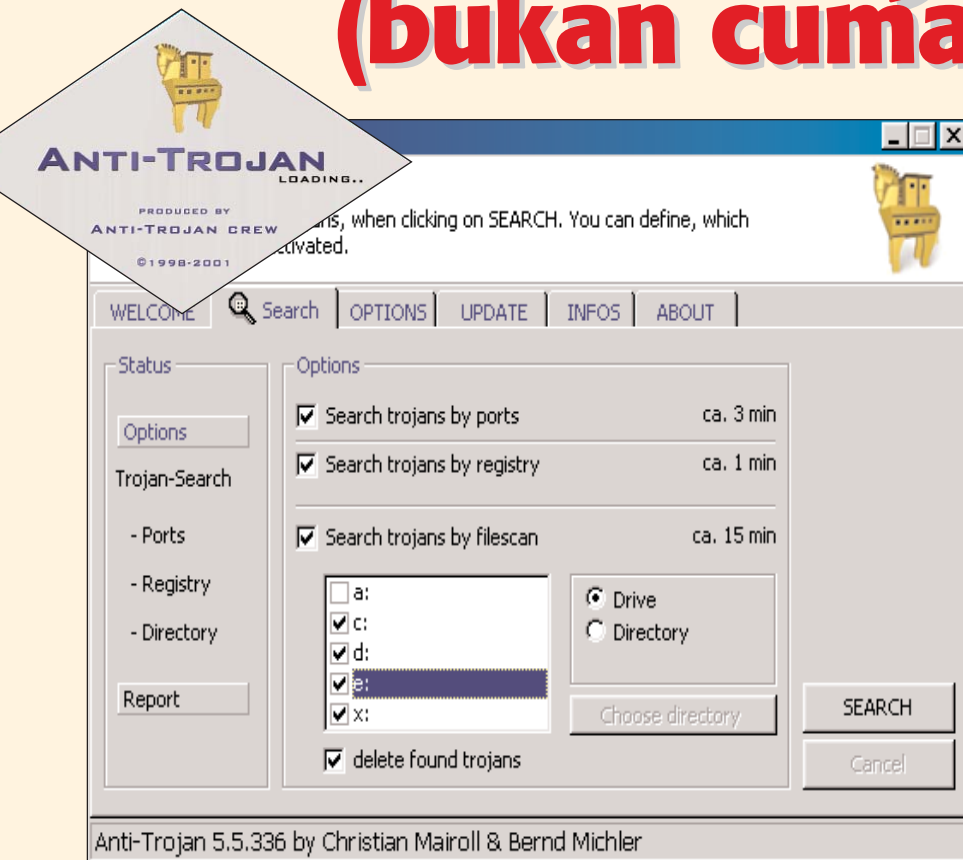 (bukan cuma
ANTI-TROJAN
LOADING..
PRODUCED BY
ANTI-TROJAN CREW
©1998-2001
when clicking on SEARCH. You can define, which
WELCOME Search OPTIONS UPDATE INFOS ABOUT
Status
Options
Trojan-Search
- Ports
- Registry
- Directory
Report
Options
Search trojans by ports ca. 3 min
Search trojans by registry ca. 1 min
Search trojans by filescan ca. 15 min
a:
c:
d:
e:
x:
Drive
Directory
Choose directory
delete found trojans
SEARCH
Cancel
Anti-Trojan 5.5.336 by Christian Mairoll & Bernd Michler